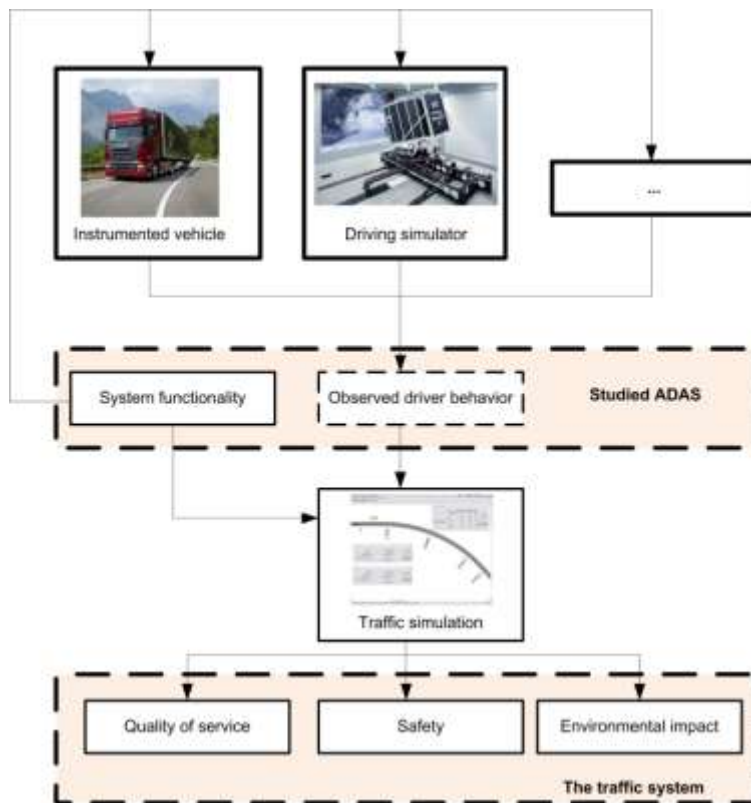 Instrumented vehicle
Driving simulator
...
System functionality
Observed driver behavior
Studied ADAS
Traffic simulation
Quality of service
Safety
Environmental impact
The traffic system